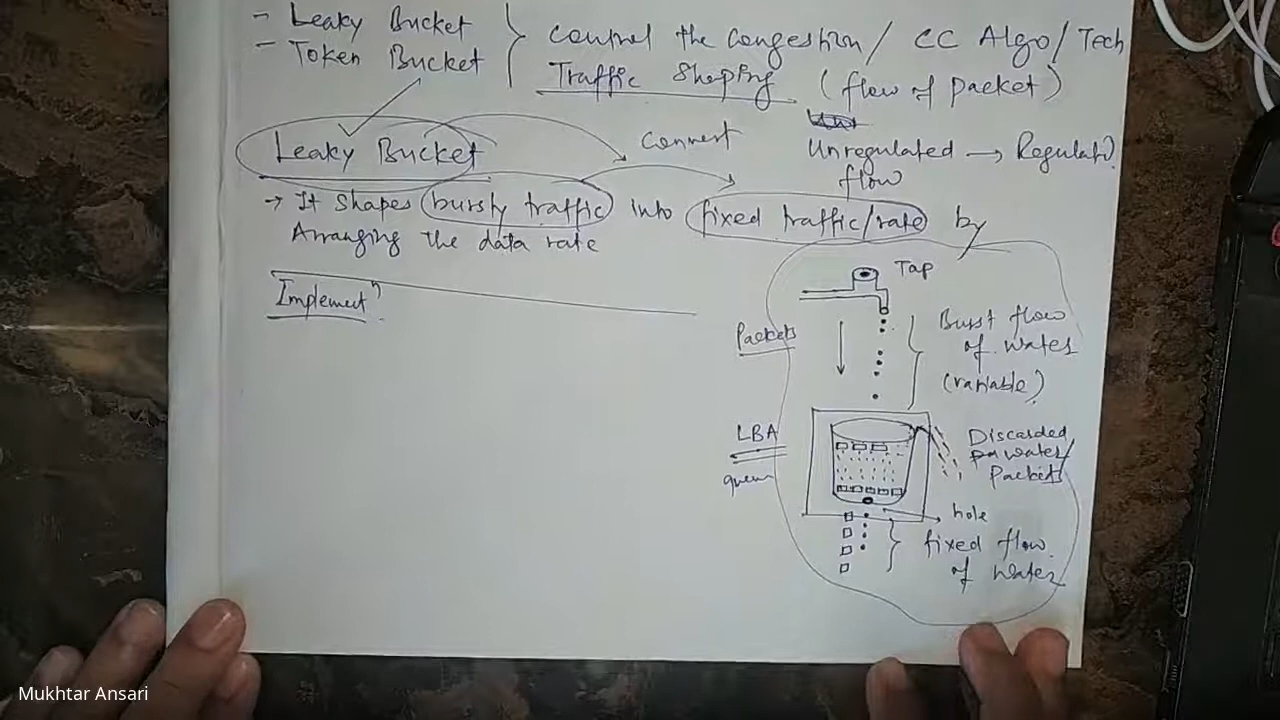 - Leaky Bucket
- Token Bucket
control the congestion / CC Algo/Tech
Traffic Shaping (flow of packet)
Leaky Bucket
Convert
Unregulated → Regulated
flow
→ It shapes bursty traffic into fixed traffic/rate by
Arranging the data rate
Implement"
Tap
Packets
Burst flow
of water
(variable)
LBA
Discarded
water/
Packets
hole
fixed flow
of water
Mukhtar Ansari